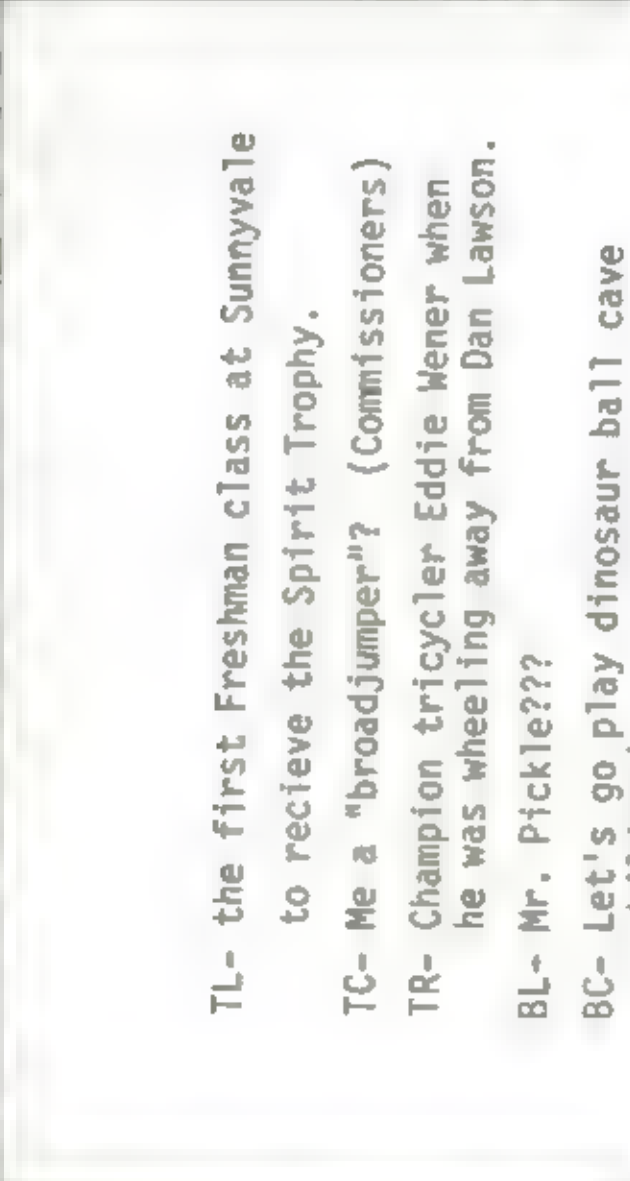 TL- the first Freshman class at Sunnyvale
to recieve the Spirit Trophy.
TC- Me a "broadjumper"? (Commissioners)
TR- Champion tricycler Eddie Wener when
he was wheeling away from Dan Lawson.
BL- Mr. Pickle???
BC- Let's go play dinosaur ball cave